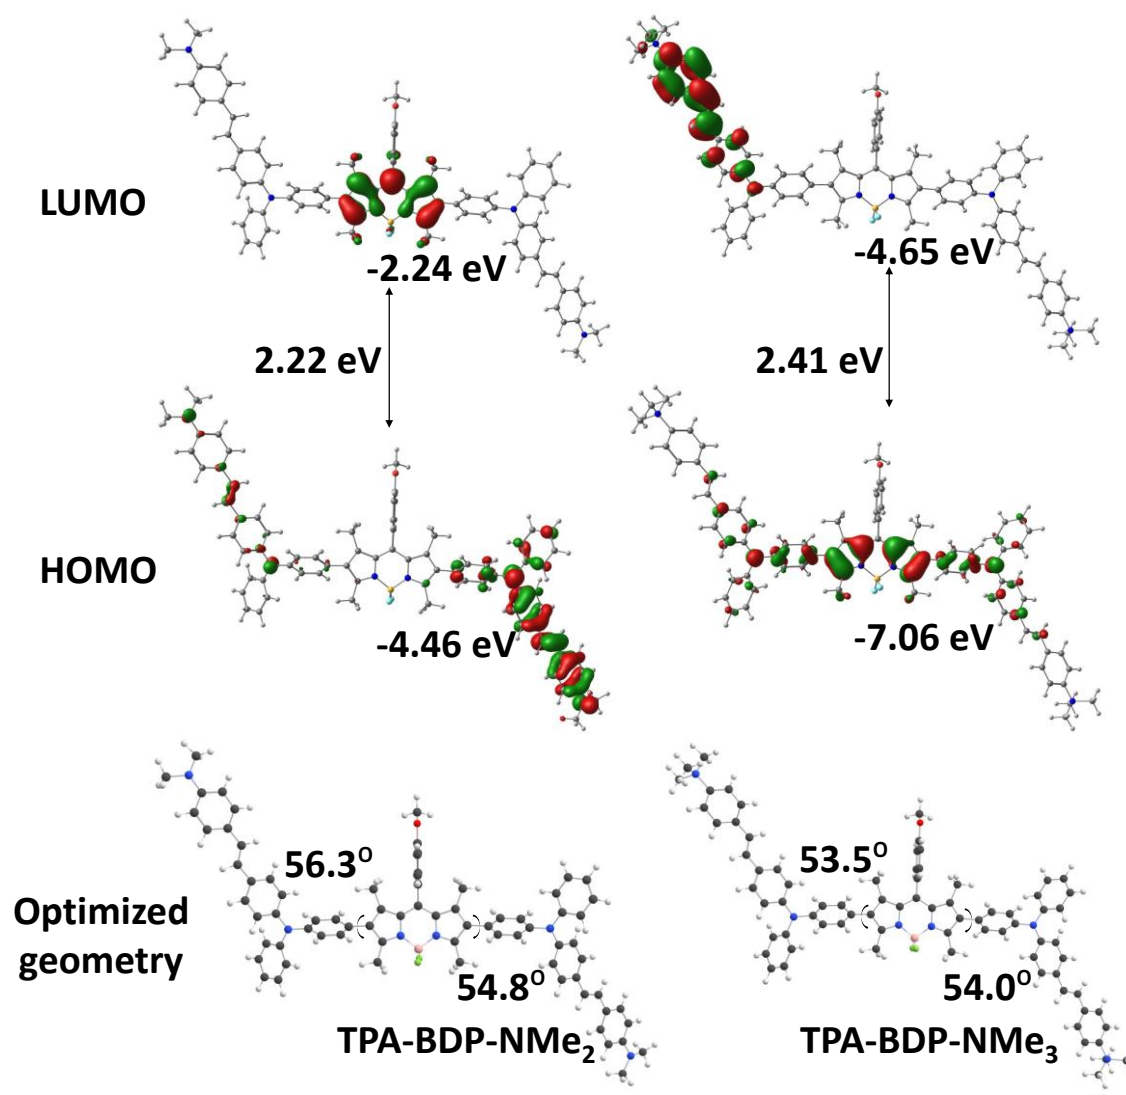 LUMO
-2.24 eV
-4.65 eV
2.22 eV
2.41 eV
HOMO
-4.46 eV
-7.06 eV
56.3°
53.5°
Optimized
geometry
54.8°
54.0°
TPA-BDP-NMe₂
TPA-BDP-NMe₃